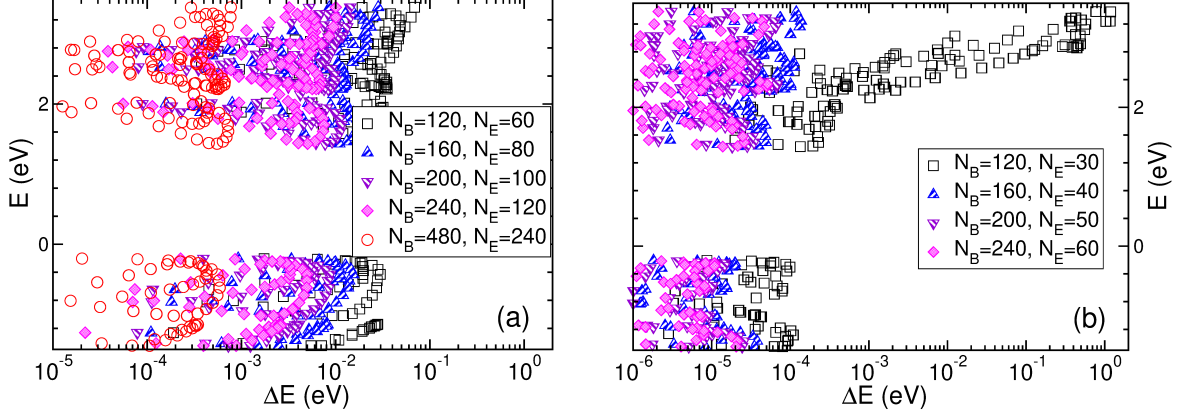 E (eV)
2
0
N_B=120, N_E=60
N_B=160, N_E=80
N_B=200, N_E=100
N_B=240, N_E=120
N_B=480, N_E=240
(a)
10^-5 10^-4 10^-3 10^-2 10^-1 10^0
ΔE (eV)
N_B=120, N_E=30
N_B=160, N_E=40
N_B=200, N_E=50
N_B=240, N_E=60
(b)
2
0
E (eV)
10^-6 10^-5 10^-4 10^-3 10^-2 10^-1 10^0
ΔE (eV)